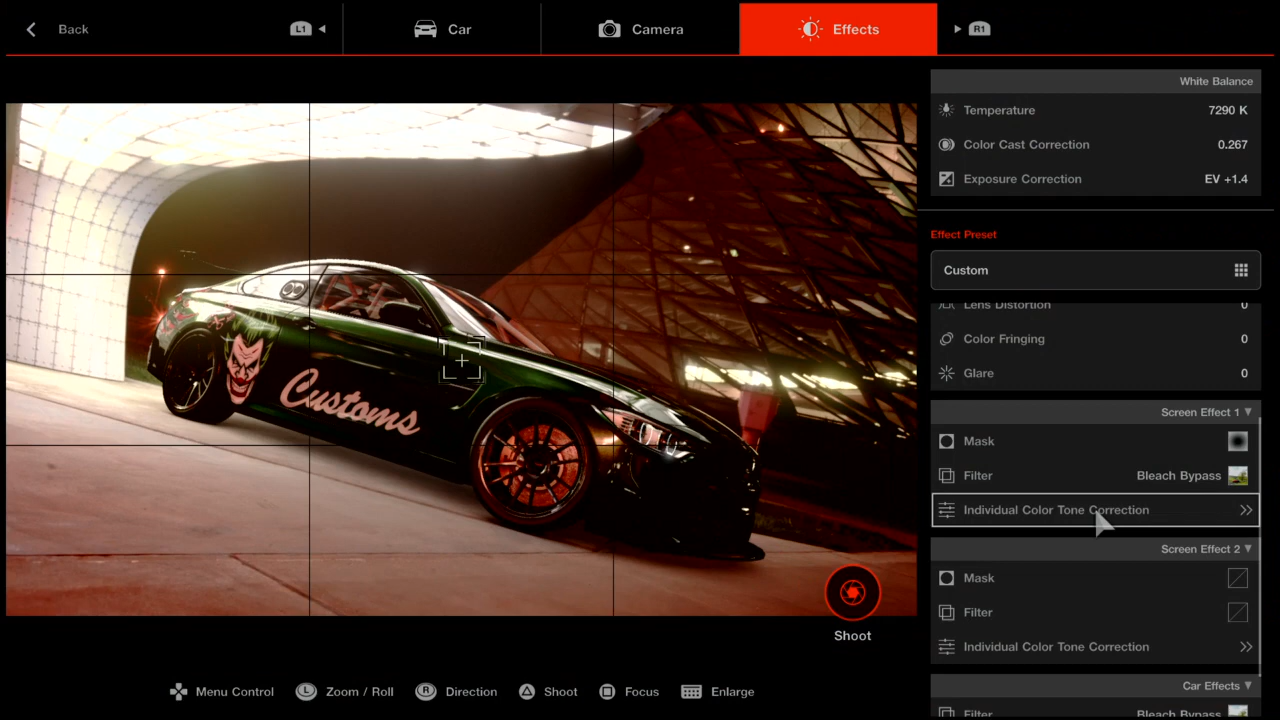 Back
L1
Car
Camera
Effects
R1
White Balance
Temperature 7290 K
Color Cast Correction 0.267
Exposure Correction EV +1.4
Effect Preset
Custom
Lens Distortion 0
Color Fringing 0
Glare 0
Screen Effect 1
Mask
Filter Bleach Bypass
Individual Color Tone Correction
Screen Effect 2
Mask
Filter
Individual Color Tone Correction
Car Effects
Filter Bleach Bypass
Customs
Shoot
Menu Control
L Zoom / Roll
R Direction
Shoot
Focus
Enlarge